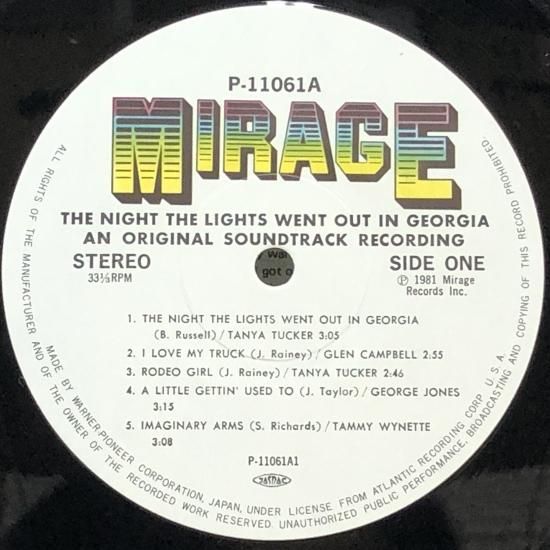 P-11061A
MIRAGE
THE NIGHT THE LIGHTS WENT OUT IN GEORGIA
AN ORIGINAL SOUNDTRACK RECORDING
STEREO
33⅓RPM
got o
SIDE ONE
Ⓟ 1981 Mirage
Records Inc.
1. THE NIGHT THE LIGHTS WENT OUT IN GEORGIA
(B. Russell)/TANYA TUCKER 3:05
2. I LOVE MY TRUCK (J. Rainey)/GLEN CAMPBELL 2:55
3. RODEO GIRL (J. Rainey)/TANYA TUCKER 2:46
4. A LITTLE GETTIN' USED TO (J. Taylor)/GEORGE JONES
3:15
5. IMAGINARY ARMS (S. Richards)/TAMMY WYNETTE
3:08
P-11061A1
JASRAC
ALL RIGHTS OF THE MANUFACTURER AND OF THE OWNER OF THE RECORDED WORK RESERVED. UNAUTHORIZED PUBLIC PERFORMANCE, BROADCASTING AND COPYING OF THIS RECORD PROHIBITED.
MADE BY WARNER-PIONEER CORPORATION, JAPAN, UNDER LICENSE FROM ATLANTIC RECORDING CORP. U.S.A.